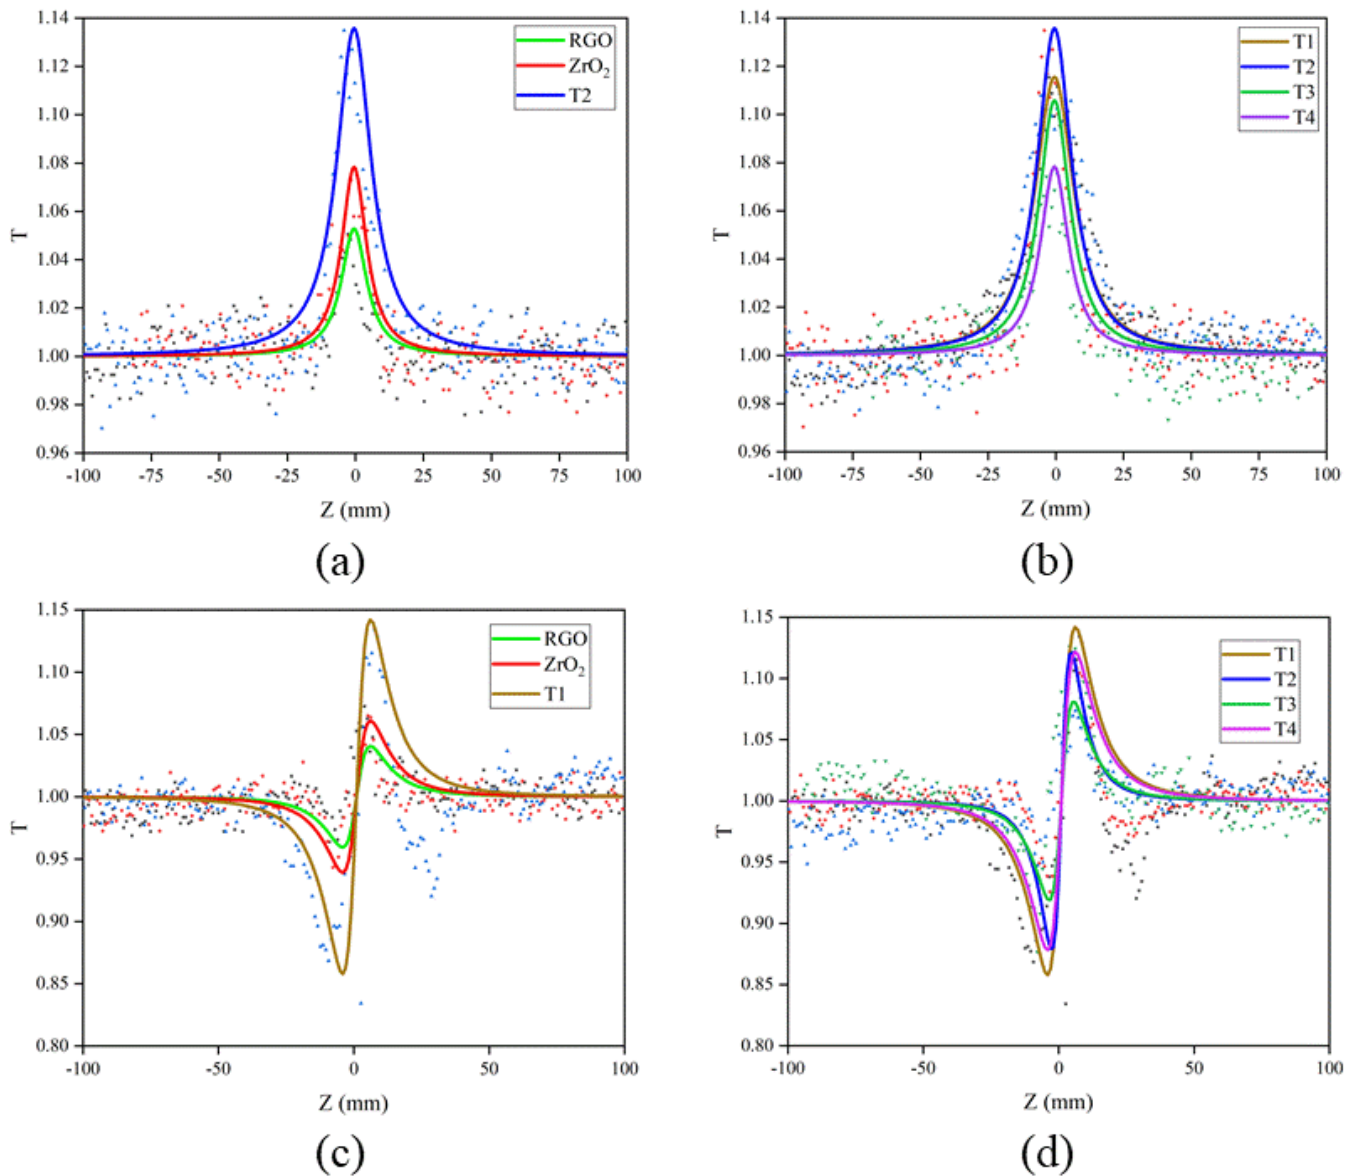 1.14
1.12
1.10
1.08
1.06
1.04
1.02
1.00
0.98
0.96
T
RGO
ZrO₂
T2
-100 -75 -50 -25 0 25 50 75 100
Z (mm)
(a)
1.14
1.12
1.10
1.08
1.06
1.04
1.02
1.00
0.98
0.96
T
T1
T2
T3
T4
-100 -75 -50 -25 0 25 50 75 100
Z (mm)
(b)
1.15
1.10
1.05
1.00
0.95
0.90
0.85
0.80
T
RGO
ZrO₂
T1
-100 -50 0 50 100
Z (mm)
(c)
1.15
1.10
1.05
1.00
0.95
0.90
0.85
0.80
T
T1
T2
T3
T4
-100 -50 0 50 100
Z (mm)
(d)